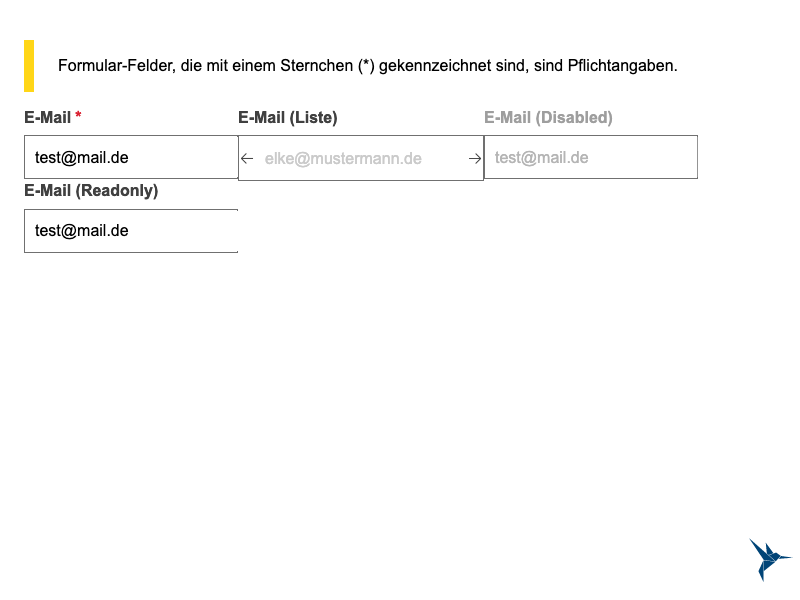 Formular-Felder, die mit einem Sternchen (*) gekennzeichnet sind, sind Pflichtangaben.
E-Mail * E-Mail (Liste) E-Mail (Disabled)
test@mail.de ← elke@mustermann.de → test@mail.de
E-Mail (Readonly)
test@mail.de